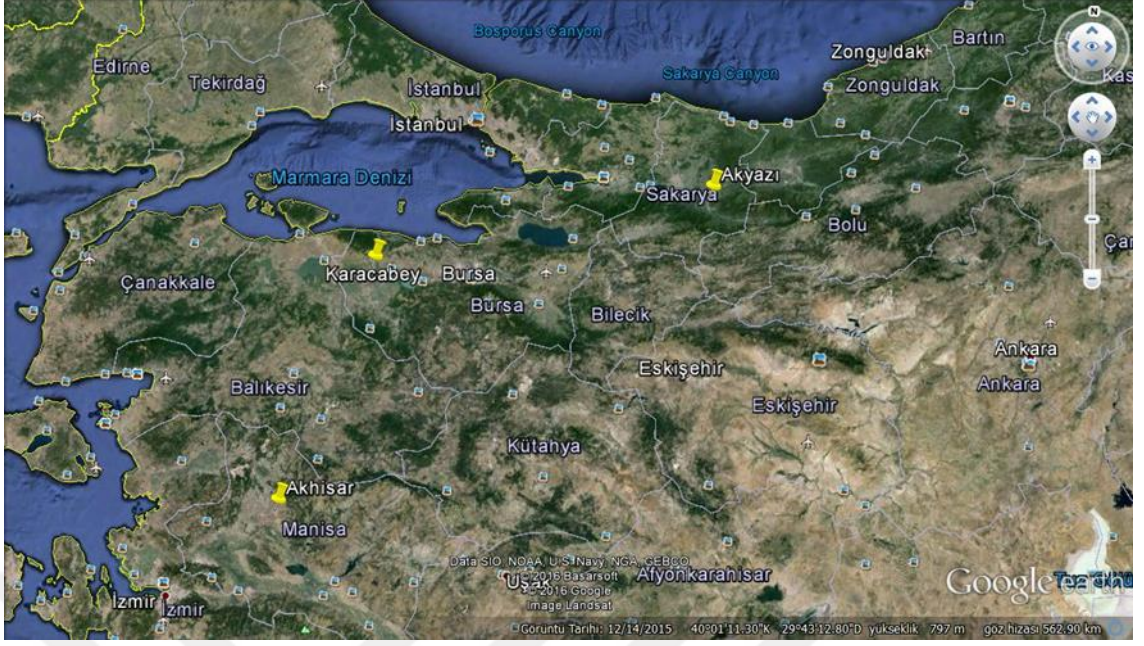 Bosporus Canyon
N
Zonguldak
Bartın
Edirne
Tekirdağ
İstanbul
Sakarya Canyon
Zonguldak
Kas
İstanbul
Marmara Denizi
Akyazı
Sakarya
Bolu
Çan
Karacabey
Bursa
Çanakkale
Bursa
Bilecik
Ankara
Eskişehir
Ankara
Balıkesir
Eskişehir
Kütahya
Akhisar
Manisa
Data SIO, NOAA, U.S. Navy, NGA, GEBCO
© 2016 Basarsoft
Uşak
Afyonkarahisar
© 2016 Google
Image Landsat
Google earth
İzmir
İzmir
Görüntü Tarihi: 12/14/2015 40°01'11.30"K 29°43'12.80"D yükseklik 797 m göz hizası 562.90 km